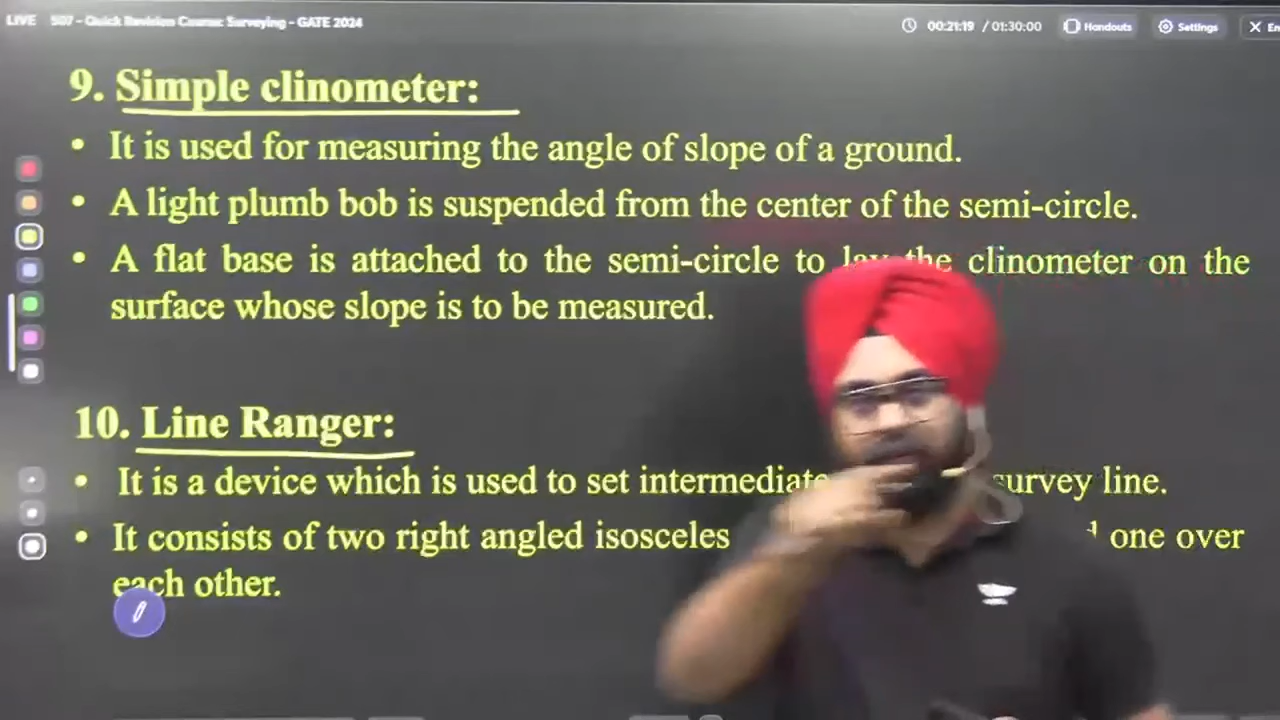 LIVE 507 - Quick Revision Course: Surveying - GATE 2024
00:21:19 / 01:30:00 Handouts Settings
9. Simple clinometer:
• It is used for measuring the angle of slope of a ground.
• A light plumb bob is suspended from the center of the semi-circle.
• A flat base is attached to the semi-circle to lay the clinometer on the
surface whose slope is to be measured.
10. Line Ranger:
• It is a device which is used to set intermediate survey line.
• It consists of two right angled isosceles one over
each other.